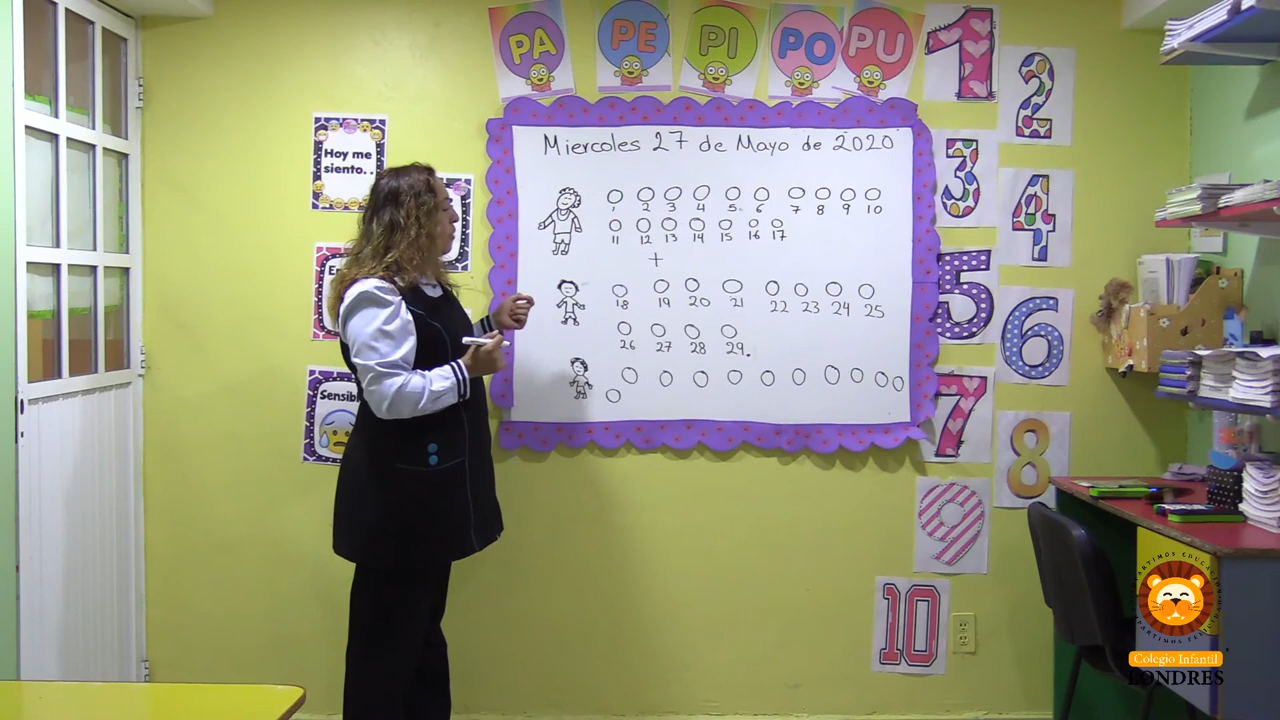 PA PE PI PO PU
Miercoles 27 de Mayo de 2020
1 2 3 4 5 6 7 8 9 10
11 12 13 14 15 16 17
+
18 19 20 21 22 23 24 25
26 27 28 29.
Hoy me
siento. .
Sensibl
1
2
3
4
5
6
7
8
9
10
Colegio Infantil
LONDRES